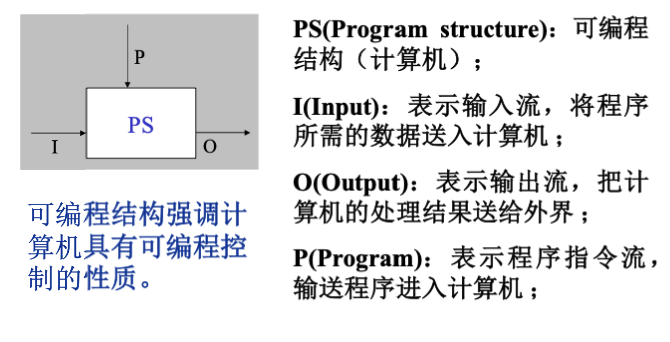 P
PS
I
O
可编程结构强调计
算机具有可编程控
制的性质。
PS(Program structure)：可编程
结构（计算机）；
I(Input)：表示输入流，将程序
所需的数据送入计算机；
O(Output)：表示输出流，把计
算机的处理结果送给外界；
P(Program)：表示程序指令流，
输送程序进入计算机；